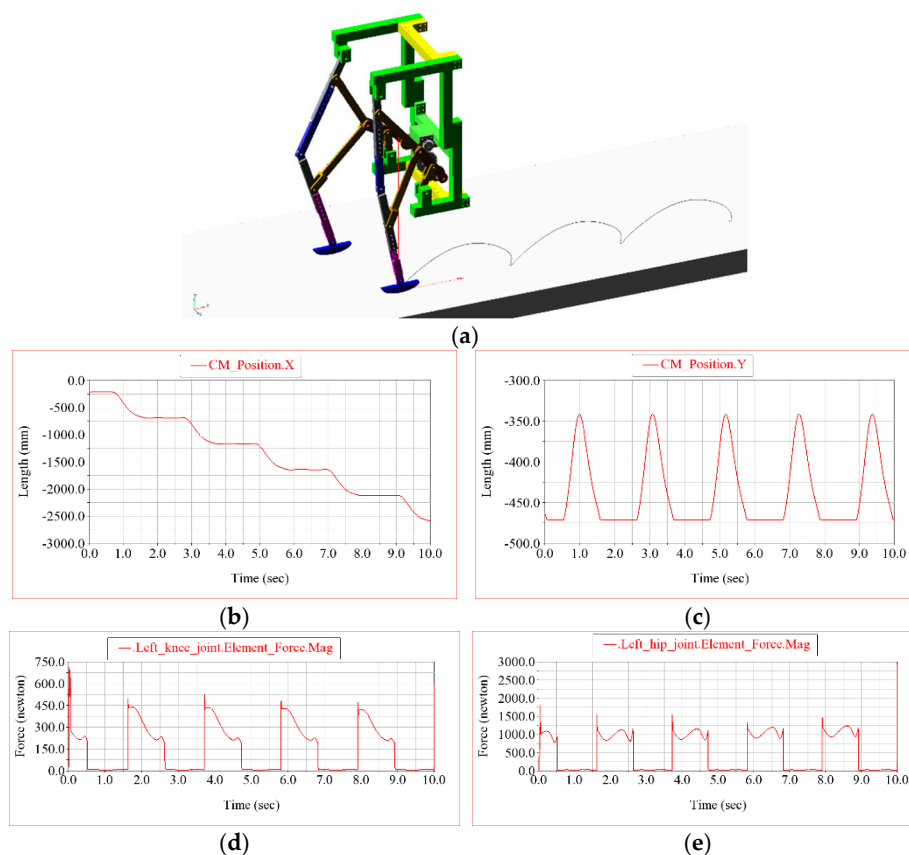 (a)
CM_Position.X
0.0
-500.0
-1000.0
-1500.0
-2000.0
-2500.0
-3000.0
Length (mm)
0.0 1.0 2.0 3.0 4.0 5.0 6.0 7.0 8.0 9.0 10.0
Time (sec)
(b)
CM_Position.Y
-300.0
-350.0
-400.0
-450.0
-500.0
Length (mm)
0.0 1.0 2.0 3.0 4.0 5.0 6.0 7.0 8.0 9.0 10.0
Time (sec)
(c)
.Left_knee_joint.Element_Force.Mag
750.0
600.0
450.0
300.0
150.0
0.0
Force (newton)
0.0 1.0 2.0 3.0 4.0 5.0 6.0 7.0 8.0 9.0 10.0
Time (sec)
(d)
.Left_hip_joint.Element_Force.Mag
3000.0
2500.0
2000.0
1500.0
1000.0
500.0
0.0
Force (newton)
0.0 1.0 2.0 3.0 4.0 5.0 6.0 7.0 8.0 9.0 10.0
Time (sec)
(e)